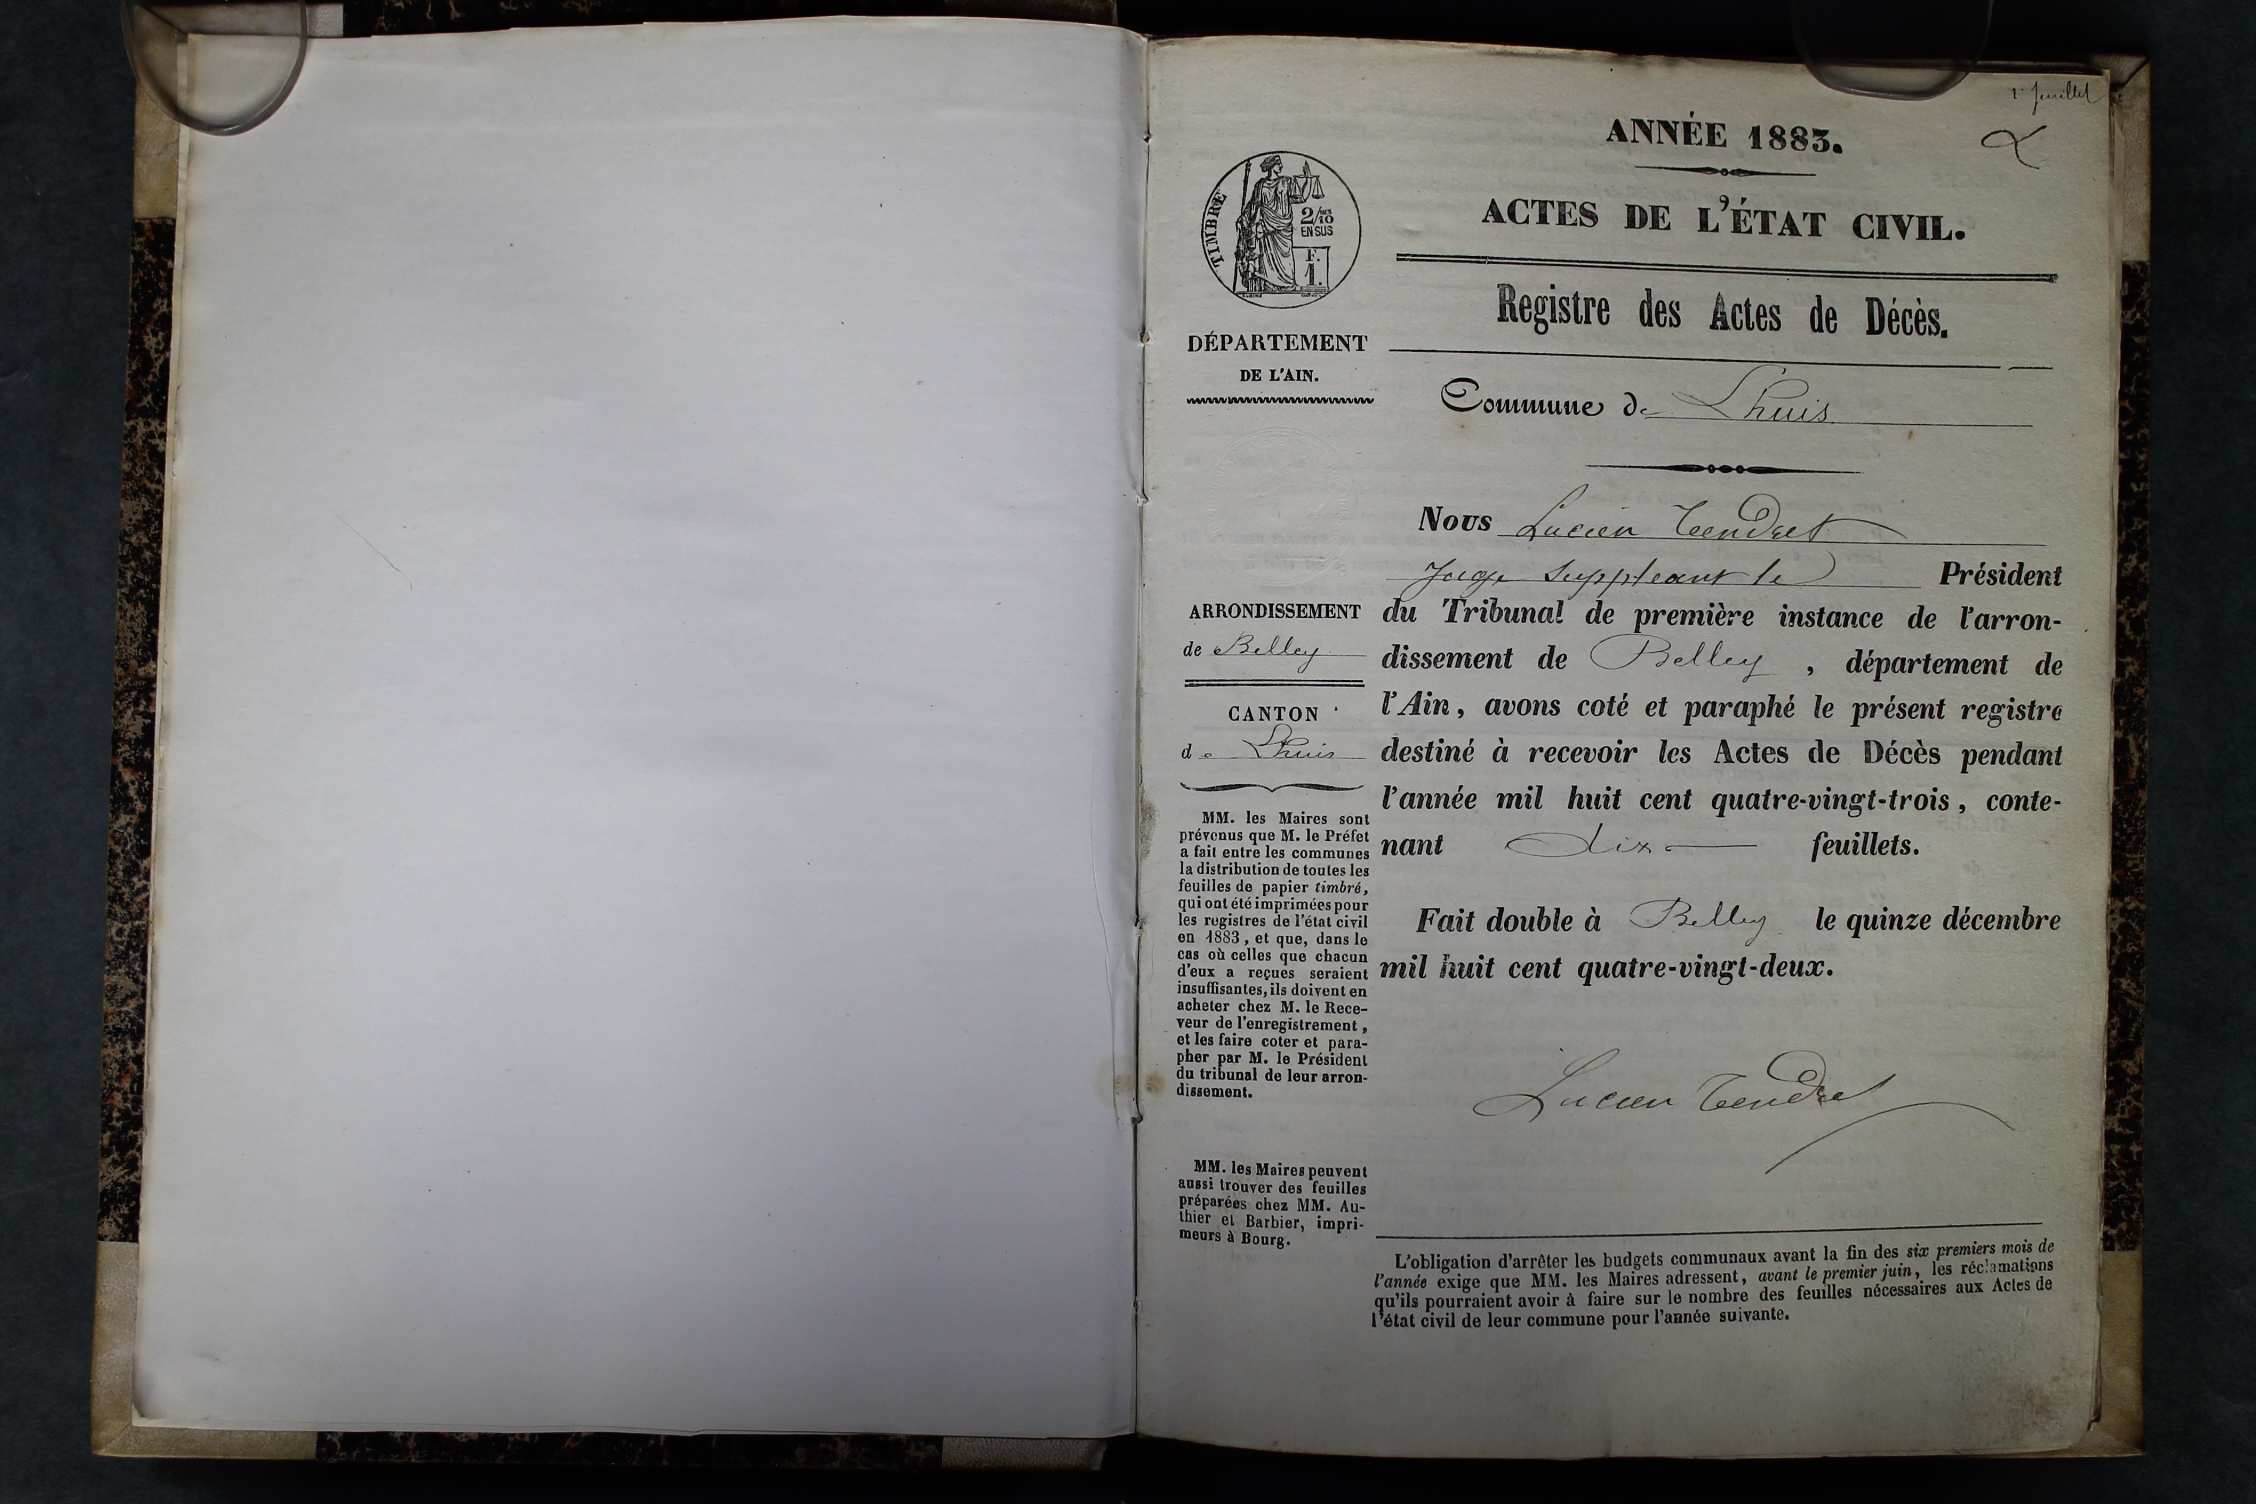 1er feuillet
ANNÉE 1883.
ACTES DE L'ÉTAT CIVIL.
Registre des Actes de Décès.
TIMBRE
2/10
EN SUS
F.
1.
DÉPARTEMENT
DE L'AIN.
Commune de Lhuis
Nous Lucien Tendret
Juge suppléant le Président
du Tribunal de première instance de l'arron-
dissement de Belley , département de
l'Ain, avons coté et paraphé le présent registre
destiné à recevoir les Actes de Décès pendant
l'année mil huit cent quatre-vingt-trois, conte-
nant dix feuillets.
Fait double à Belley le quinze décembre
mil huit cent quatre-vingt-deux.
Lucien Tendret
ARRONDISSEMENT
de Belley
CANTON
de Lhuis
MM. les Maires sont
prévenus que M. le Préfet
a fait entre les communes
la distribution de toutes les
feuilles de papier timbré,
qui ont été imprimées pour
les registres de l'état civil
en 1883, et que, dans le
cas où celles que chacun
d'eux a reçues seraient
insuffisantes, ils doivent en
acheter chez M. le Rece-
veur de l'enregistrement,
et les faire coter et para-
pher par M. le Président
du tribunal de leur arron-
dissement.
MM. les Maires peuvent
aussi trouver des feuilles
préparées chez MM. Au-
thier et Barbier, impri-
meurs à Bourg.
L'obligation d'arrêter les budgets communaux avant la fin des six premiers mois de
l'année exige que MM. les Maires adressent, avant le premier juin, les réclamations
qu'ils pourraient avoir à faire sur le nombre des feuilles nécessaires aux Actes de
l'état civil de leur commune pour l'année suivante.